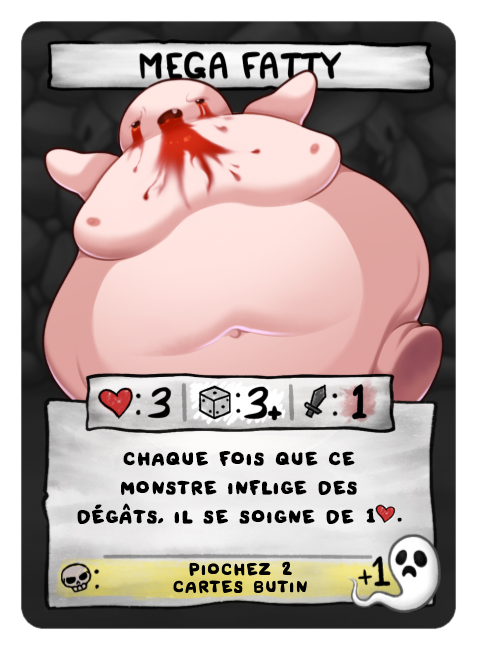 MEGA FATTY
:3 :3+ :1
CHAQUE FOIS QUE CE
MONSTRE INFLIGE DES
DÉGÂTS, IL SE SOIGNE DE 1♥.
: PIOCHEZ 2
CARTES BUTIN
+1